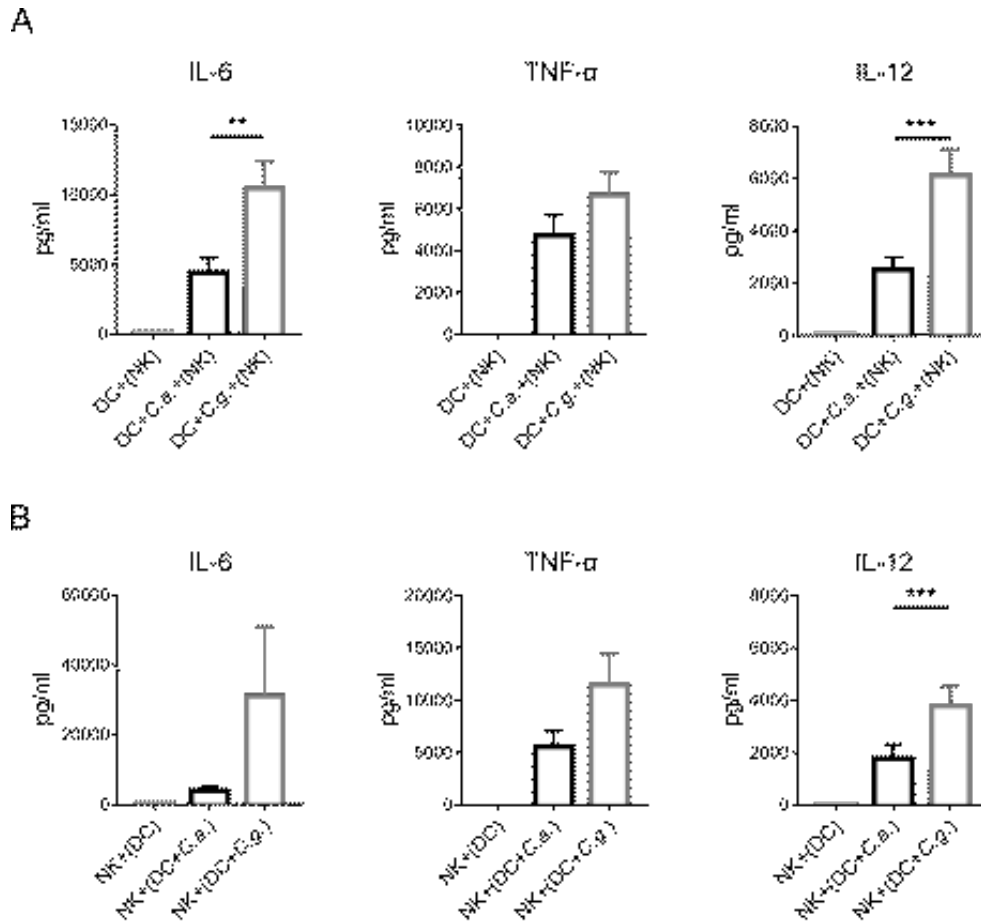 A
IL-6
pg/ml
15000
10000
5000
0
**
DC+(NK)
DC+C.a.+(NK)
DC+C.g.+(NK)
TNF-α
pg/ml
10000
8000
6000
4000
2000
0
DC+(NK)
DC+C.a.+(NK)
DC+C.g.+(NK)
IL-12
pg/ml
8000
6000
4000
2000
0
***
DC+(NK)
DC+C.a.+(NK)
DC+C.g.+(NK)
B
IL-6
pg/ml
60000
40000
20000
0
NK+(DC)
NK+(DC+C.a.)
NK+(DC+C.g.)
TNF-α
pg/ml
20000
15000
10000
5000
0
NK+(DC)
NK+(DC+C.a.)
NK+(DC+C.g.)
IL-12
pg/ml
8000
6000
4000
2000
0
***
NK+(DC)
NK+(DC+C.a.)
NK+(DC+C.g.)